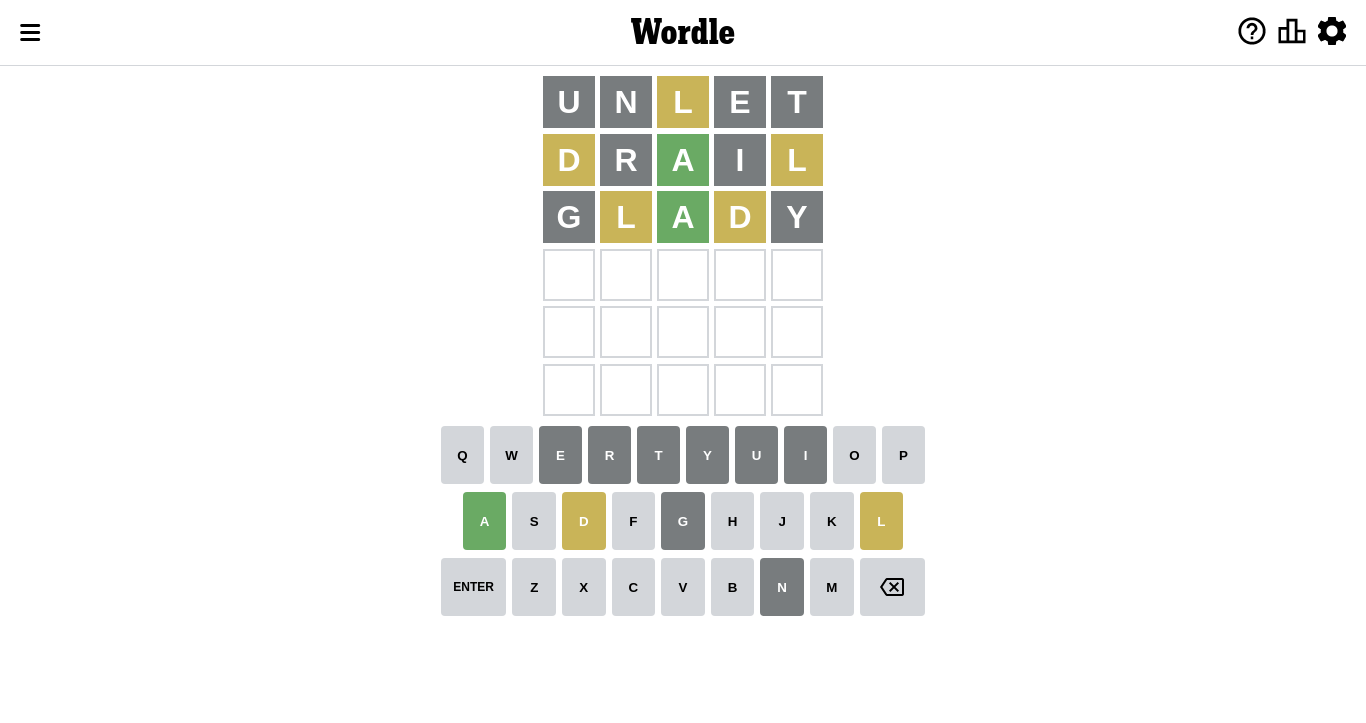 Wordle
U N L E T
D R A I L
G L A D Y
Q W E R T Y U I O P
A S D F G H J K L
ENTER Z X C V B N M